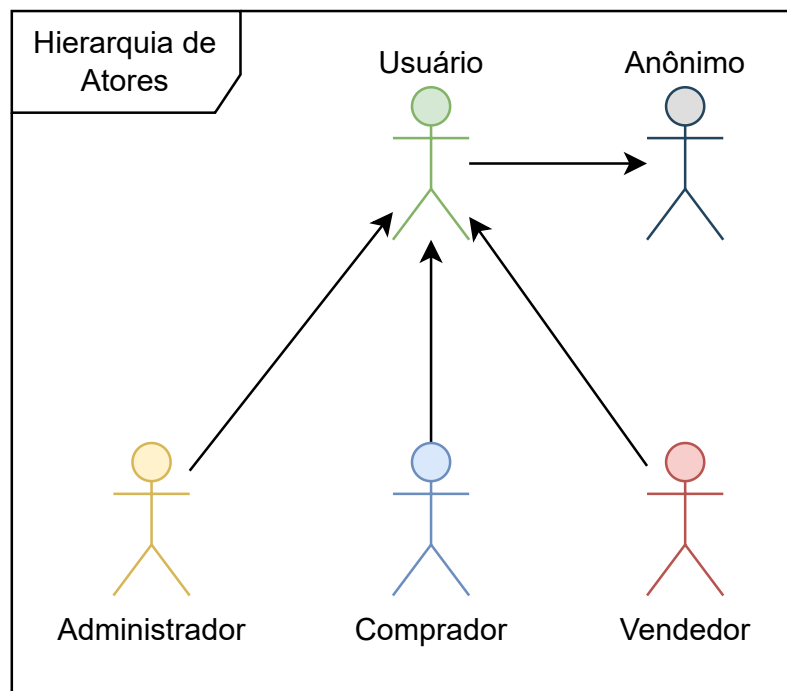 Hierarquia de
Atores
Usuário
Anônimo
Administrador
Comprador
Vendedor